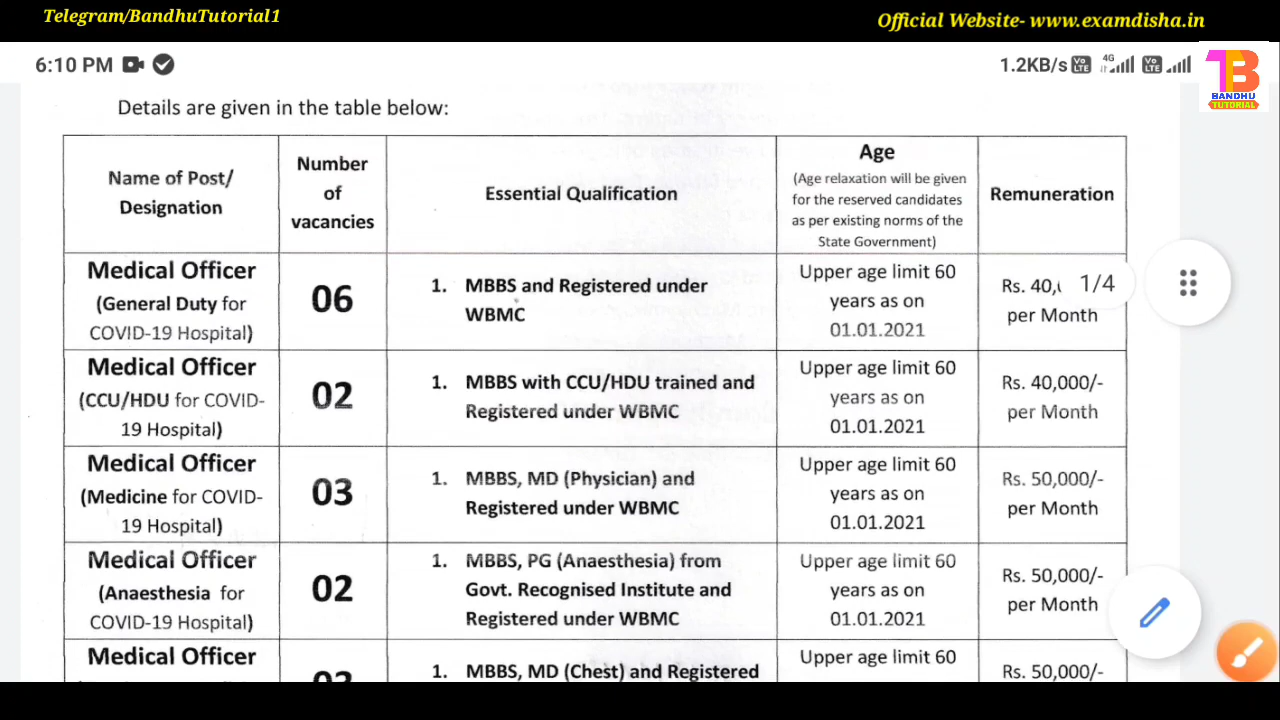 Telegram/BandhuTutorial1
Official Website- www.examdisha.in
6:10 PM
1.2KB/s Vo LTE 4G Vo LTE
TB
BANDHU
TUTORIAL
Details are given in the table below:
Name of Post/
Designation
Number
of
vacancies
Essential Qualification
Age
(Age relaxation will be given
for the reserved candidates
as per existing norms of the
State Government)
Remuneration
Medical Officer
(General Duty for
COVID-19 Hospital)
06
1. MBBS and Registered under
WBMC
Upper age limit 60
years as on
01.01.2021
Rs. 40,
per Month
1/4
Medical Officer
(CCU/HDU for COVID-
19 Hospital)
02
1. MBBS with CCU/HDU trained and
Registered under WBMC
Upper age limit 60
years as on
01.01.2021
Rs. 40,000/-
per Month
Medical Officer
(Medicine for COVID-
19 Hospital)
03
1. MBBS, MD (Physician) and
Registered under WBMC
Upper age limit 60
years as on
01.01.2021
Rs. 50,000/-
per Month
Medical Officer
(Anaesthesia for
COVID-19 Hospital)
02
1. MBBS, PG (Anaesthesia) from
Govt. Recognised Institute and
Registered under WBMC
Upper age limit 60
years as on
01.01.2021
Rs. 50,000/-
per Month
Medical Officer
1. MBBS, MD (Chest) and Registered
Upper age limit 60
Rs. 50,000/-